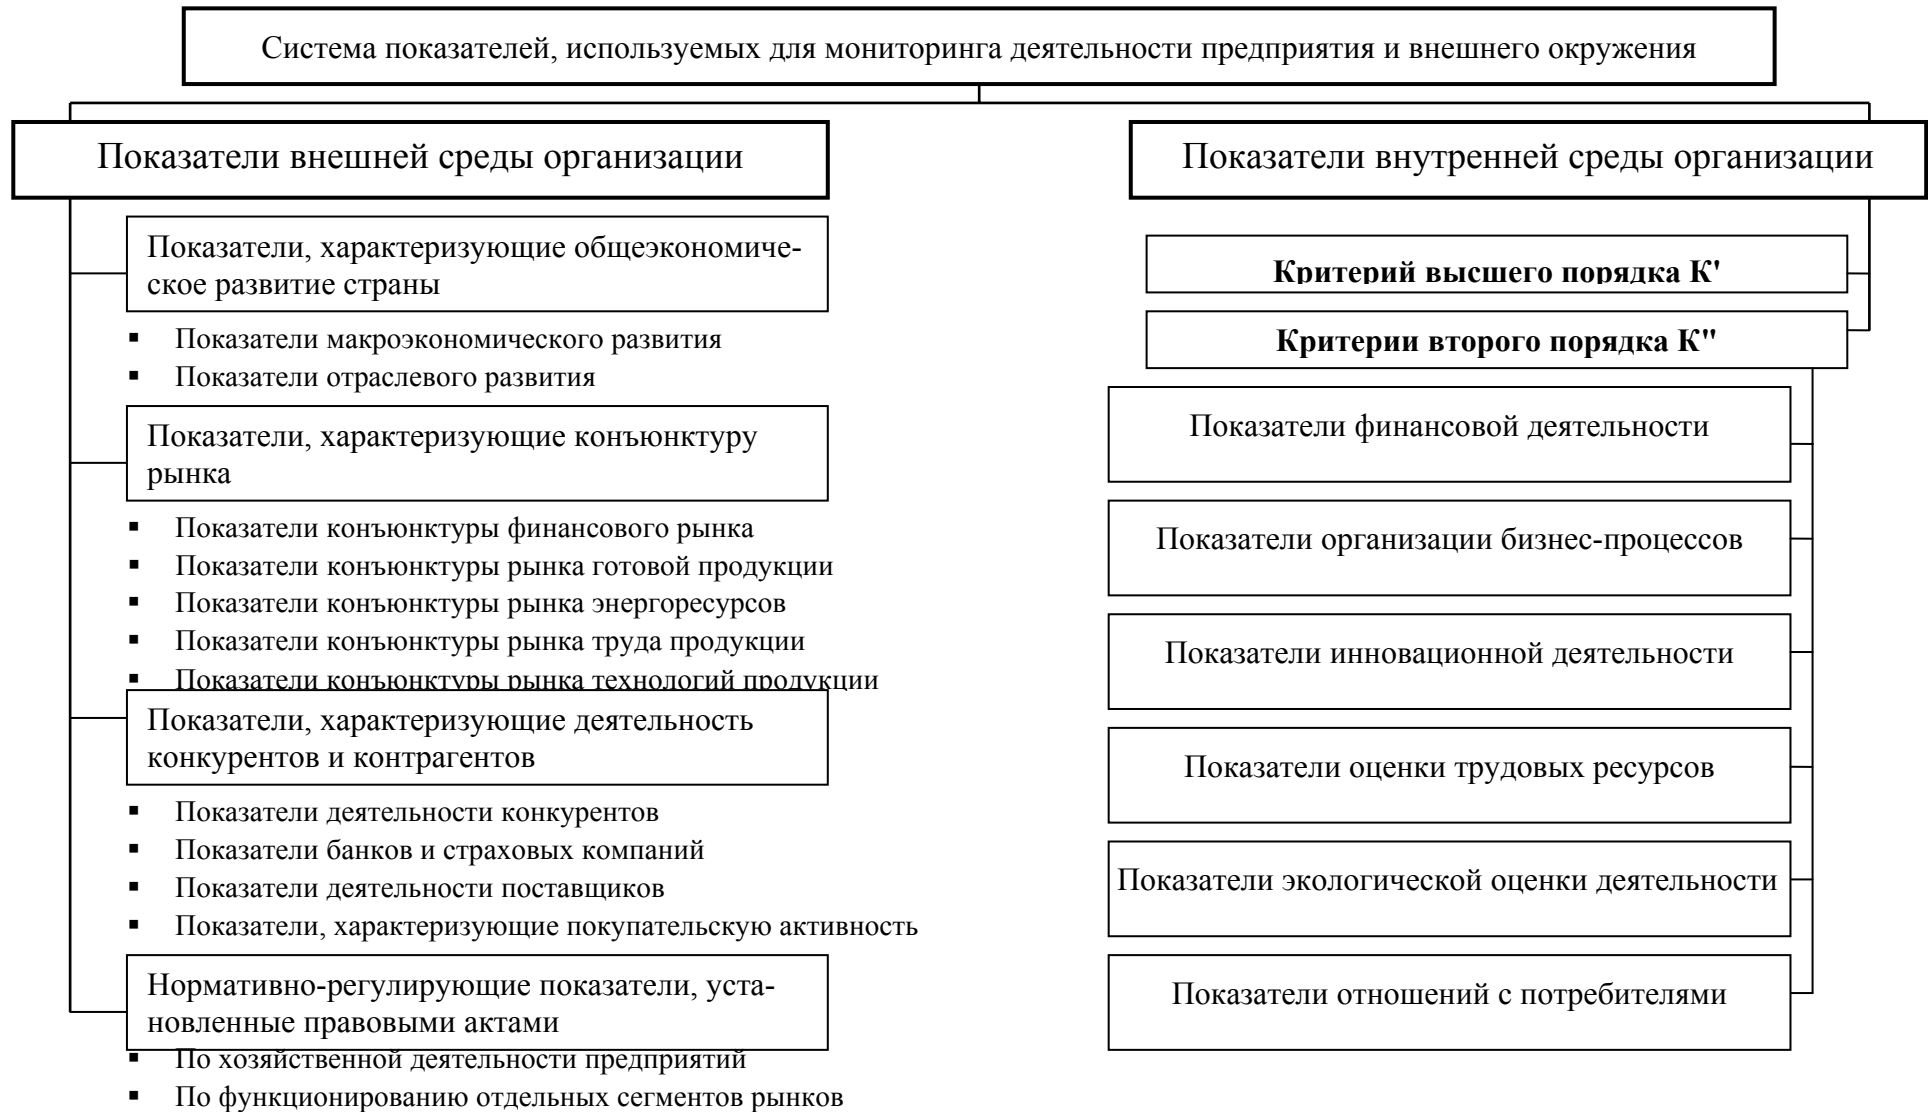 Система показателей, используемых для мониторинга деятельности предприятия и внешнего окружения
Показатели внешней среды организации
Показатели, характеризующие общеэкономиче-
ское развитие страны
▪ Показатели макроэкономического развития
▪ Показатели отраслевого развития
Показатели, характеризующие конъюнктуру
рынка
▪ Показатели конъюнктуры финансового рынка
▪ Показатели конъюнктуры рынка готовой продукции
▪ Показатели конъюнктуры рынка энергоресурсов
▪ Показатели конъюнктуры рынка труда продукции
▪ Показатели конъюнктуры рынка технологий продукции
Показатели, характеризующие деятельность
конкурентов и контрагентов
▪ Показатели деятельности конкурентов
▪ Показатели банков и страховых компаний
▪ Показатели деятельности поставщиков
▪ Показатели, характеризующие покупательскую активность
Нормативно-регулирующие показатели, уста-
новленные правовыми актами
▪ По хозяйственной деятельности предприятий
▪ По функционированию отдельных сегментов рынков
Показатели внутренней среды организации
Критерий высшего порядка К'
Критерии второго порядка К"
Показатели финансовой деятельности
Показатели организации бизнес-процессов
Показатели инновационной деятельности
Показатели оценки трудовых ресурсов
Показатели экологической оценки деятельности
Показатели отношений с потребителями